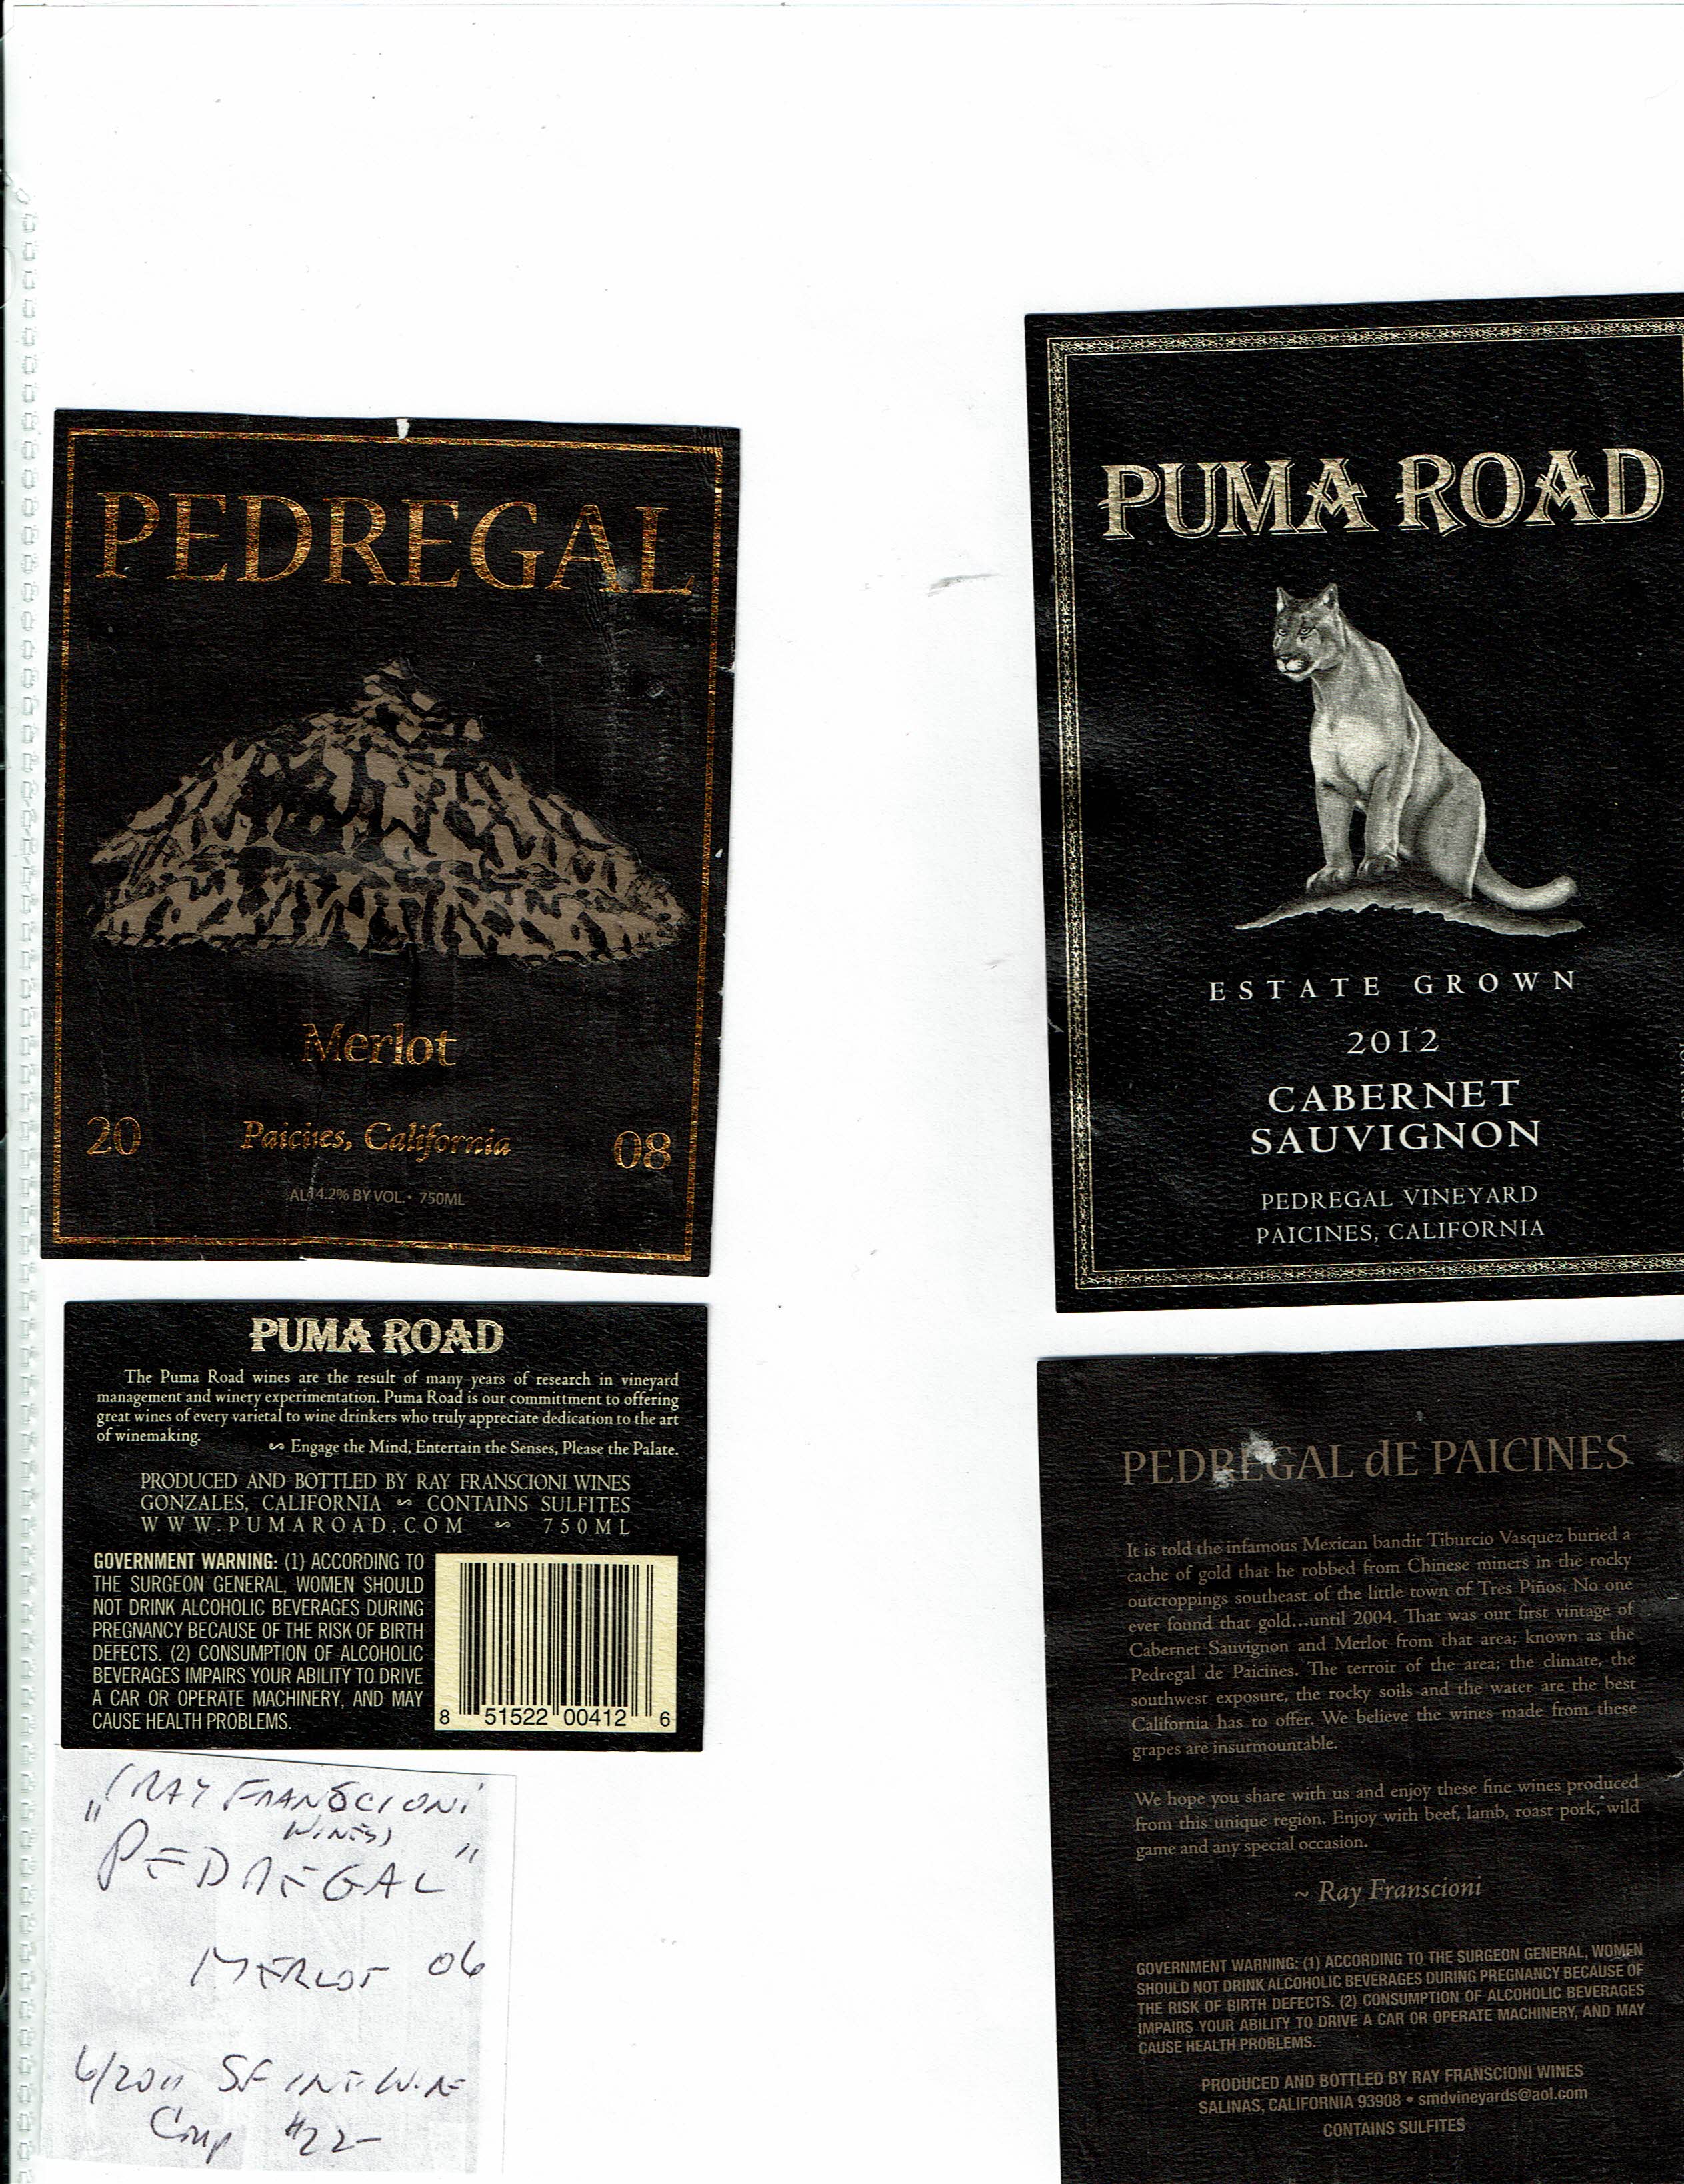 PEDREGAL
Merlot
20 Paicines, California 08
AL 14.2% BY VOL. • 750ML
PUMA ROAD
The Puma Road wines are the result of many years of research in vineyard
management and winery experimentation. Puma Road is our committment to offering
great wines of every varietal to wine drinkers who truly appreciate dedication to the art
of winemaking.
~ Engage the Mind, Entertain the Senses, Please the Palate.
PRODUCED AND BOTTLED BY RAY FRANSCIONI WINES
GONZALES, CALIFORNIA ~ CONTAINS SULFITES
WWW.PUMAROAD.COM ~ 750ML
GOVERNMENT WARNING: (1) ACCORDING TO
THE SURGEON GENERAL, WOMEN SHOULD
NOT DRINK ALCOHOLIC BEVERAGES DURING
PREGNANCY BECAUSE OF THE RISK OF BIRTH
DEFECTS. (2) CONSUMPTION OF ALCOHOLIC
BEVERAGES IMPAIRS YOUR ABILITY TO DRIVE
A CAR OR OPERATE MACHINERY, AND MAY
CAUSE HEALTH PROBLEMS.
8 51522 00412 6
(RAY FRANSCIONI
WINES)
"PEDREGAL"
MERLOT 06
6/2011 SF INT WINE
Comp #22-
PUMA ROAD
ESTATE GROWN
2012
CABERNET
SAUVIGNON
PEDREGAL VINEYARD
PAICINES, CALIFORNIA
PEDREGAL dE PAICINES
It is told the infamous Mexican bandit Tiburcio Vasquez buried a
cache of gold that he robbed from Chinese miners in the rocky
outcroppings southeast of the little town of Tres Piños. No one
ever found that gold...until 2004. That was our first vintage of
Cabernet Sauvignon and Merlot from that area; known as the
Pedregal de Paicines. The terroir of the area; the climate, the
southwest exposure, the rocky soils and the water are the best
California has to offer. We believe the wines made from these
grapes are insurmountable.
We hope you share with us and enjoy these fine wines produced
from this unique region. Enjoy with beef, lamb, roast pork, wild
game and any special occasion.
~ Ray Franscioni
GOVERNMENT WARNING: (1) ACCORDING TO THE SURGEON GENERAL, WOMEN
SHOULD NOT DRINK ALCOHOLIC BEVERAGES DURING PREGNANCY BECAUSE OF
THE RISK OF BIRTH DEFECTS. (2) CONSUMPTION OF ALCOHOLIC BEVERAGES
IMPAIRS YOUR ABILITY TO DRIVE A CAR OR OPERATE MACHINERY, AND MAY
CAUSE HEALTH PROBLEMS.
PRODUCED AND BOTTLED BY RAY FRANSCIONI WINES
SALINAS, CALIFORNIA 93908 • smdvineyards@aol.com
CONTAINS SULFITES